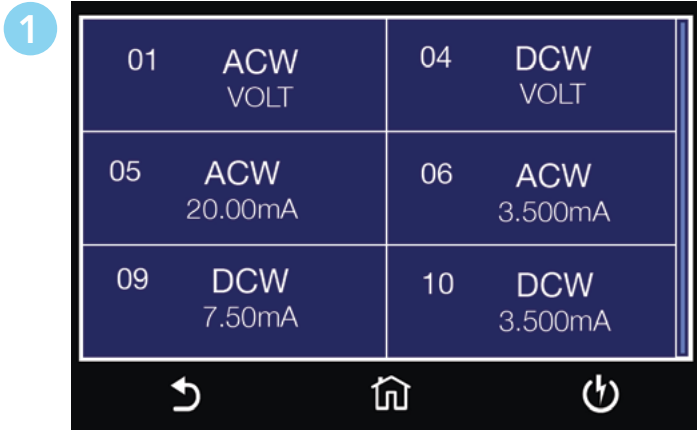 1
01 ACW
VOLT
04 DCW
VOLT
05 ACW
20.00mA
06 ACW
3.500mA
09 DCW
7.50mA
10 DCW
3.500mA